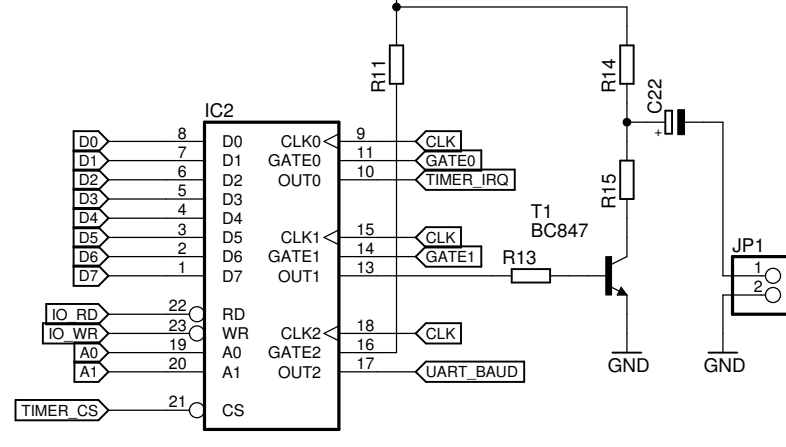 R11
R14
C22
+
IC2
D0 8 D0 CLK0 9 CLK
D1 7 D1 GATE0 11 GATE0
D2 6 D2 OUT0 10 TIMER_IRQ
D3 5 D3
R15
D4 4 D4
T1
BC847
D5 3 D5 CLK1 15 CLK
D6 2 D6 GATE1 14 GATE1
D7 1 D7 OUT1 13 R13
JP1
1
2
IO_RD 22 RD
IO_WR 23 WR CLK2 18 CLK
A0 19 A0 GATE2 16
A1 20 A1 OUT2 17 UART_BAUD
GND GND
TIMER_CS 21 CS